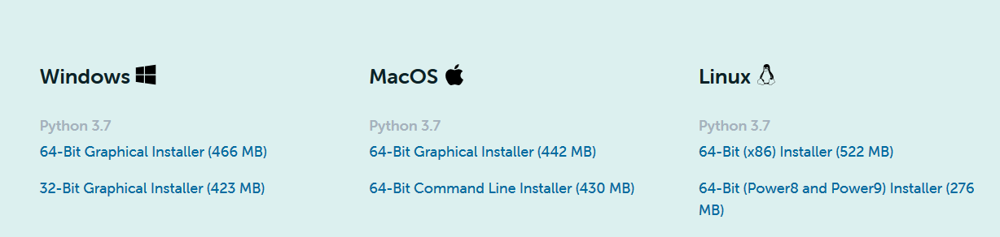 Windows
Python 3.7
64-Bit Graphical Installer (466 MB)
32-Bit Graphical Installer (423 MB)
MacOS
Python 3.7
64-Bit Graphical Installer (442 MB)
64-Bit Command Line Installer (430 MB)
Linux
Python 3.7
64-Bit (x86) Installer (522 MB)
64-Bit (Power8 and Power9) Installer (276
MB)